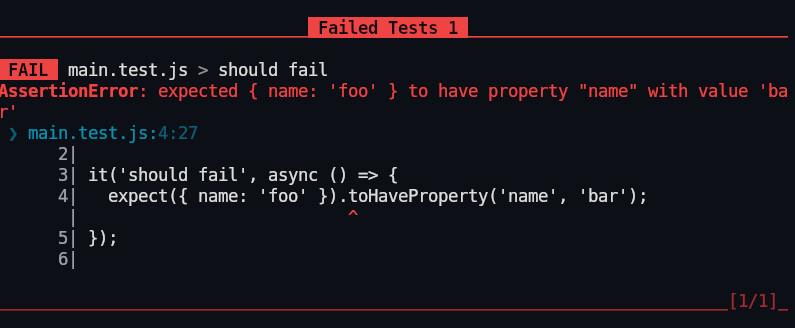 Failed Tests 1
FAIL main.test.js > should fail
AssertionError: expected { name: 'foo' } to have property "name" with value 'ba
r'
❯ main.test.js:4:27
2|
3| it('should fail', async () => {
4|   expect({ name: 'foo' }).toHaveProperty('name', 'bar');
 |                           ^
5| });
6|
[1/1]